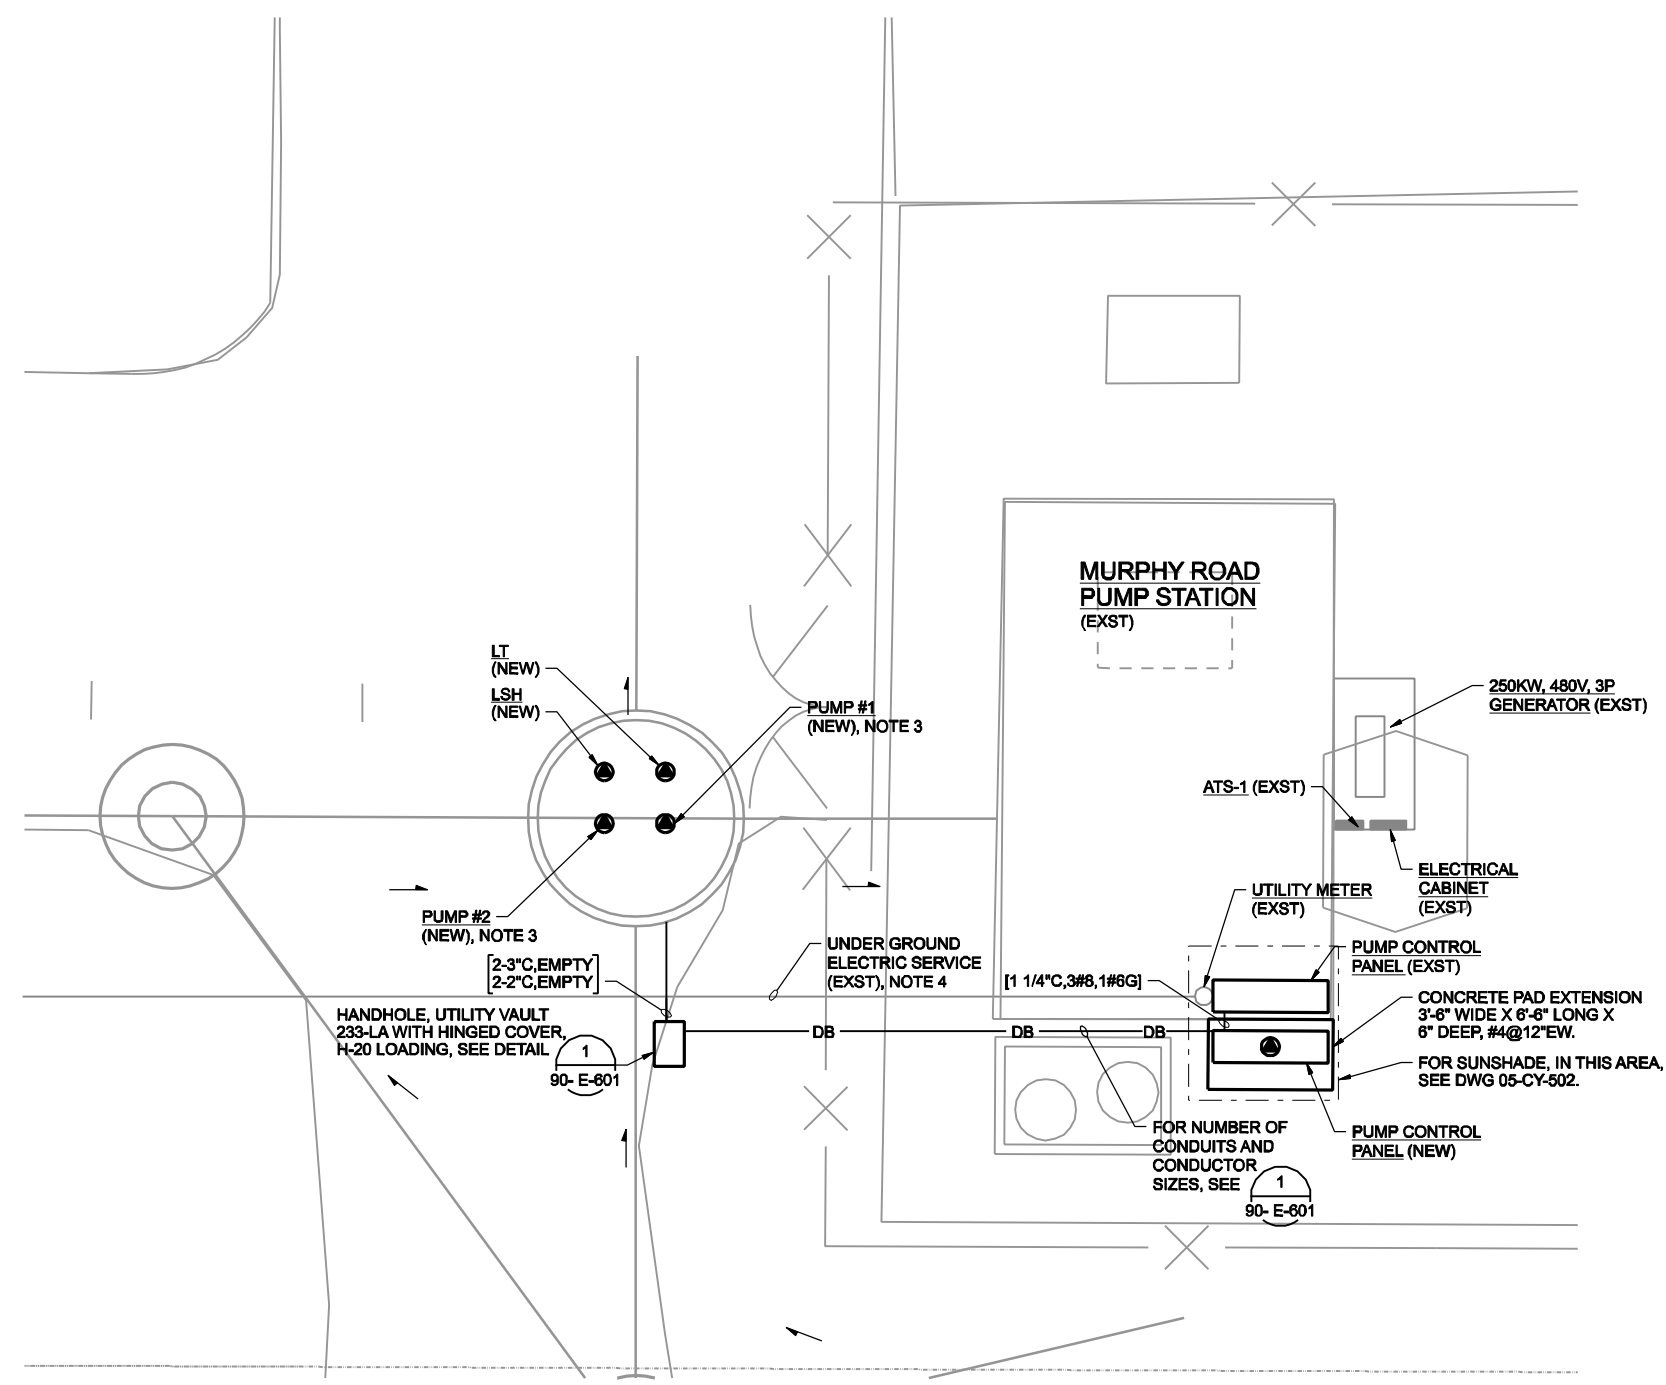 MURPHY ROAD
PUMP STATION
(EXST)
LT
(NEW)
LSH
(NEW)
PUMP #1
(NEW), NOTE 3
250KW, 480V, 3P
GENERATOR (EXST)
ATS-1 (EXST)
ELECTRICAL
CABINET
(EXST)
UTILITY METER
(EXST)
PUMP #2
(NEW), NOTE 3
UNDER GROUND
ELECTRIC SERVICE
(EXST), NOTE 4
PUMP CONTROL
PANEL (EXST)
2-3"C,EMPTY
2-2"C,EMPTY
[1 1/4"C,3#8,1#6G]
CONCRETE PAD EXTENSION
3'-6" WIDE X 6'-6" LONG X
6" DEEP, #4@12"EW.
HANDHOLE, UTILITY VAULT
233-LA WITH HINGED COVER,
H-20 LOADING, SEE DETAIL
1
90- E-601
DB
DB
DB
FOR SUNSHADE, IN THIS AREA,
SEE DWG 05-CY-502.
FOR NUMBER OF
CONDUITS AND
CONDUCTOR
SIZES, SEE
1
90- E-601
PUMP CONTROL
PANEL (NEW)